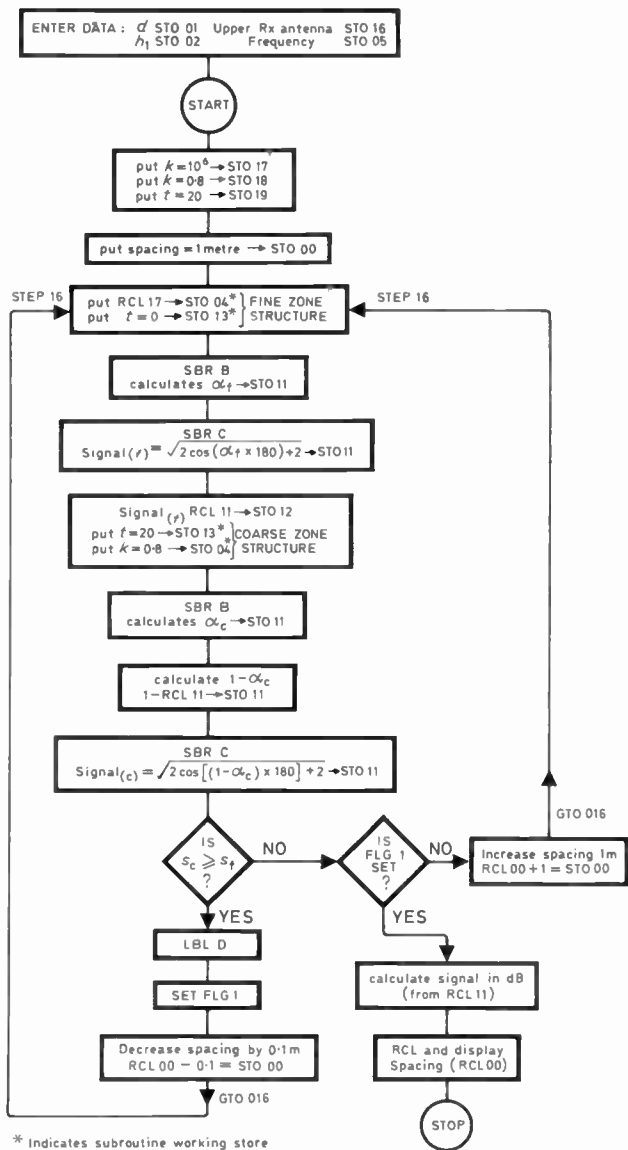 ENTER DATA: d STO 01 Upper Rx antenna STO 16
h₁ STO 02 Frequency STO 05
START
put k = 10⁶ → STO 17
put k = 0·8 → STO 18
put t = 20 → STO 19
put spacing = 1 metre → STO 00
STEP 16
STEP 16
put RCL 17 → STO 04* } FINE ZONE
put t = 0 → STO 13* } STRUCTURE
SBR B
calculates α_f → STO 11
SBR C
Signal(f) = √2 cos(α_f × 180) + 2 → STO 11
Signal(f) RCL 11 → STO 12
put t = 20 → STO 13* } COARSE ZONE
put k = 0·8 → STO 04* } STRUCTURE
SBR B
calculates α_c → STO 11
calculate 1 − α_c
1 − RCL 11 → STO 11
SBR C
Signal(c) = √2 cos[(1 − α_c) × 180] + 2 → STO 11
GTO 016
IS
s_c ⩾ s_f
?
NO
IS
FLG 1
SET
?
NO
Increase spacing 1m
RCL 00 + 1 = STO 00
YES
YES
LBL D
SET FLG 1
Decrease spacing by 0·1m
RCL 00 − 0·1 = STO 00
GTO 016
calculate signal in dB
(from RCL 11)
RCL and display
Spacing (RCL 00)
STOP
* Indicates subroutine working store